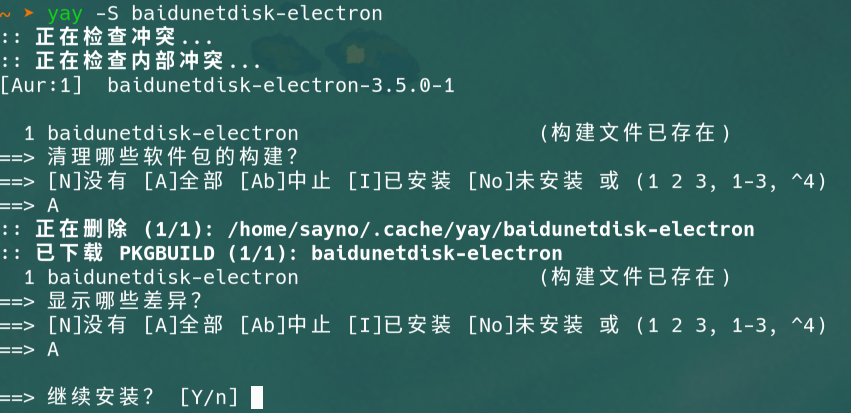 ~ ➤ yay -S baidunetdisk-electron
:: 正在检查冲突...
:: 正在检查内部冲突...
[Aur:1]  baidunetdisk-electron-3.5.0-1
1 baidunetdisk-electron (构建文件已存在)
==> 清理哪些软件包的构建?
==> [N]没有 [A]全部 [Ab]中止 [I]已安装 [No]未安装 或 (1 2 3, 1-3, ^4)
==> A
:: 正在删除 (1/1): /home/sayno/.cache/yay/baidunetdisk-electron
:: 已下载 PKGBUILD (1/1): baidunetdisk-electron
1 baidunetdisk-electron (构建文件已存在)
==> 显示哪些差异?
==> [N]没有 [A]全部 [Ab]中止 [I]已安装 [No]未安装 或 (1 2 3, 1-3, ^4)
==> A
==> 继续安装? [Y/n]